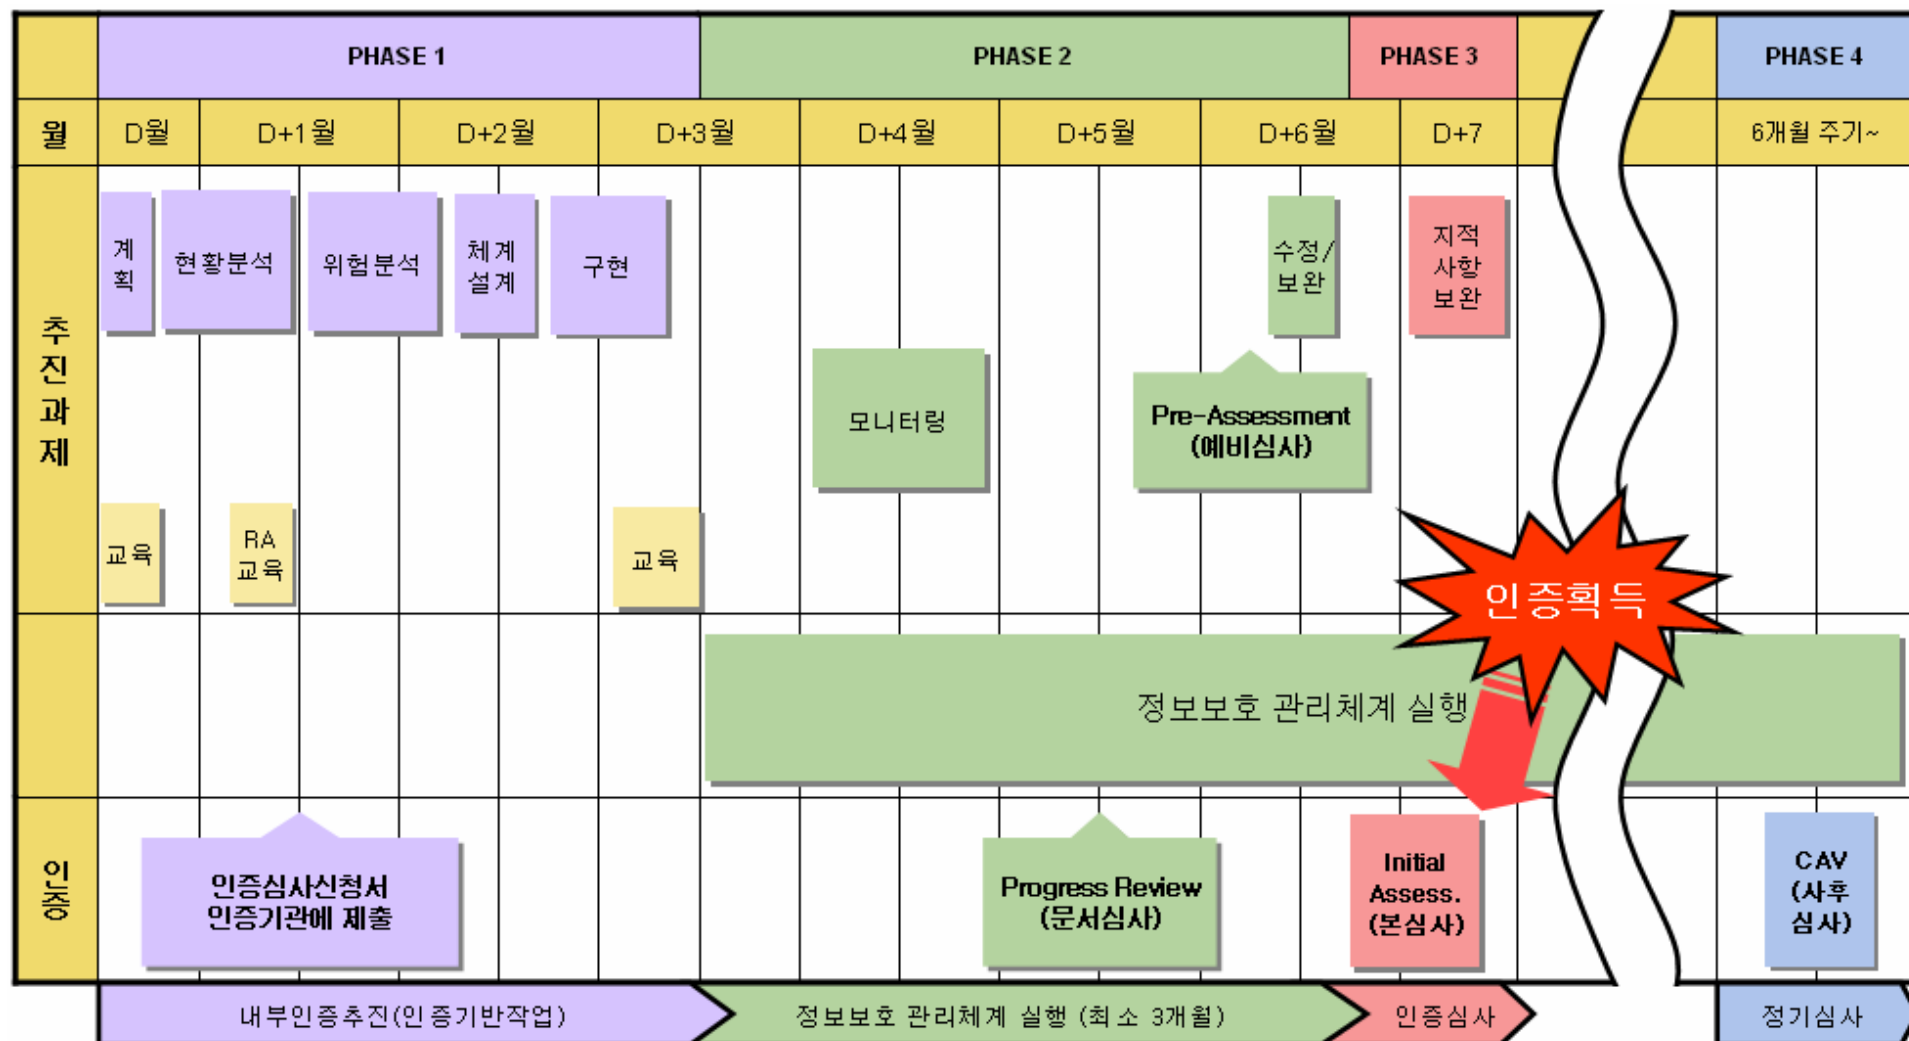 PHASE 1
PHASE 2
PHASE 3
PHASE 4
월
D월
D+1월
D+2월
D+3월
D+4월
D+5월
D+6월
D+7
6개월 주기~
추
진
과
제
계
획
현황분석
위험분석
체계
설계
구현
수정/
보완
지적
사항
보완
모니터링
Pre-Assessment
(예비심사)
교육
RA
교육
교육
인증획득
정보보호 관리체계 실행
인
증
인증심사신청서
인증기관에 제출
Progress Review
(문서심사)
Initial
Assess.
(본심사)
CAV
(사후
심사)
내부인증추진(인증기반작업)
정보보호 관리체계 실행 (최소 3개월)
인증심사
정기심사